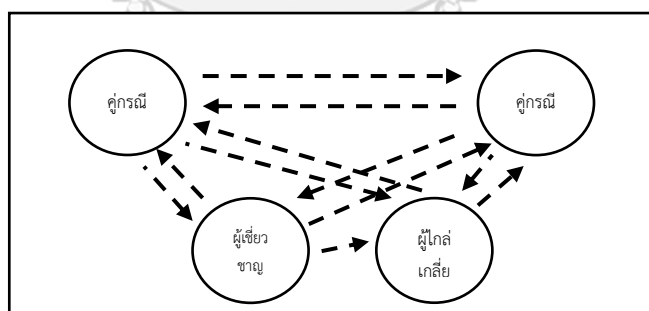 คู่กรณี
คู่กรณี
ผู้เชี่ยว
ชาญ
ผู้ไกล่
เกลี่ย